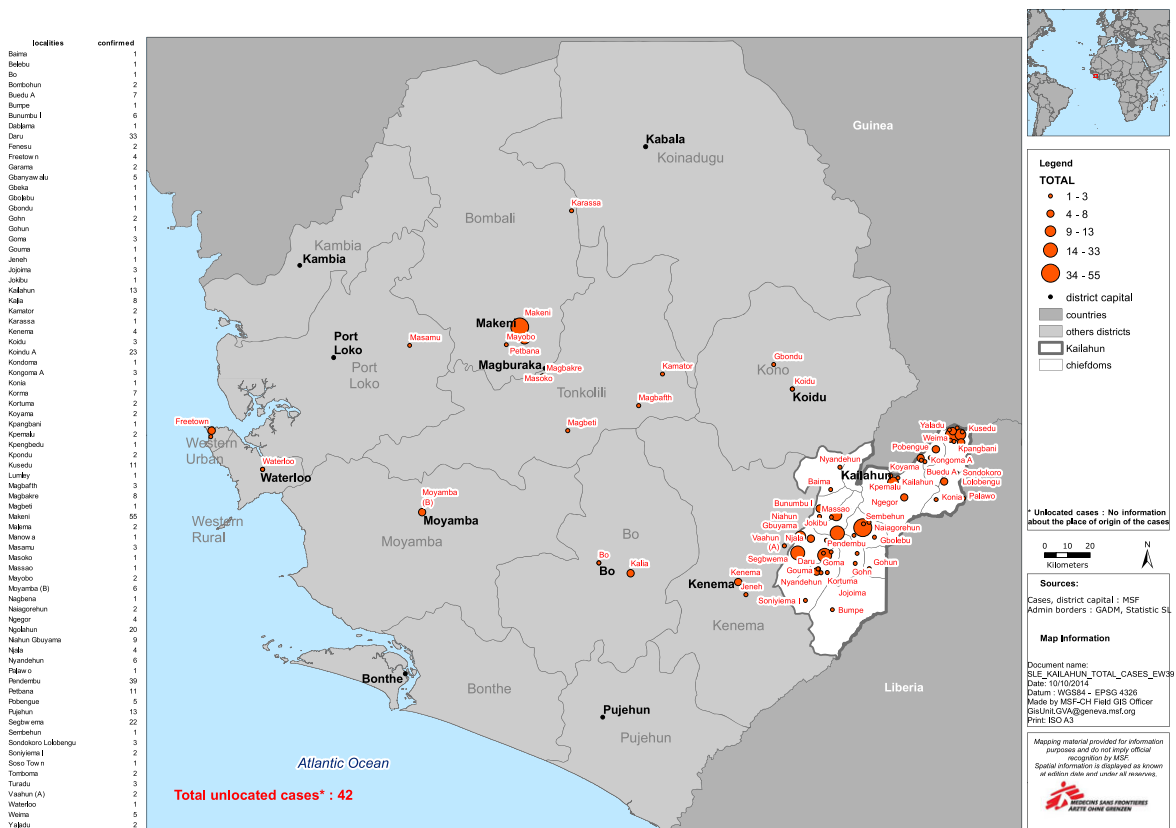 localities confirmed
Baima 1
Belebu 1
Bo 1
Bombohun 2
Buedu A 7
Bumpe 1
Bunumbu I 6
Dablama 1
Daru 33
Fenesu 2
Freetown 4
Garama 2
Gbanyawalu 5
Gbeka 1
Gbolebu 1
Gbondu 1
Gohn 2
Gohun 1
Goma 3
Gouma 1
Jeneh 1
Jojoima 3
Jokibu 1
Kailahun 13
Kalia 8
Kamator 2
Karassa 1
Kenema 4
Koidu 3
Koindu A 23
Kondoma 1
Kongoma A 3
Konia 1
Korma 7
Kortuma 2
Koyama 2
Kpangbani 1
Kpemalu 2
Kpengbedu 1
Kpondu 2
Kusedu 11
Lumley 1
Magbafth 3
Magbakre 8
Magbeti 1
Makeni 55
Malema 2
Manowa 1
Masamu 3
Masoko 1
Massao 1
Mayobo 2
Moyamba (B) 6
Nagbena 1
Naiagorehun 2
Ngegor 4
Ngolahun 20
Niahun Gbuyama 9
Njala 4
Nyandehun 6
Palawo 1
Pendembu 39
Petbana 11
Pobengue 5
Pujehun 13
Segbwema 22
Sembehun 1
Sondokoro Lolobengu 3
Soniyiema I 2
Soso Town 1
Tomboma 2
Turadu 3
Vaahun (A) 2
Waterloo 1
Weima 5
Yaladu 2
Guinea
Kabala
Koinadugu
Karassa
Bombali
Kambia
Kambia
Makeni
Makeni
Mayobo
Petbana
Masamu
Port
Loko
Port
Loko
Magburaka
Magbakre
Masoko
Tonkolili
Kamator
Magbafth
Magbeti
Gbondu
Kono
Koidu
Koidu
Freetown
Western
Urban
Waterloo
Waterloo
Western
Rural
Moyamba
(B)
Moyamba
Moyamba
Bo
Bo
Bo
Kalia
Kenema
Kenema
Jeneh
Kenema
Yaladu
Kusedu
Weima
Kpangbani
Pobengue
Kongoma A
Koyama
Buedu A
Sondokoro
Lolobengu
Nyandehun
Kailahun
Kailahun
Kpemalu
Baima
Ngegor
Konia
Palawo
Bunumbu I
Massao
Sembehun
Niahun
Gbuyama
Jokibu
Naiagorehun
Gbolebu
Vaahun
(A)
Njala
Pendembu
Segbwema
Daru
Goma
Gohn
Gohun
Gouma
Nyandehun
Kortuma
Jojoima
Soniyiema I
Bumpe
Bonthe
Bonthe
Pujehun
Pujehun
Liberia
Atlantic Ocean
Total unlocated cases* : 42
Legend
TOTAL
1 - 3
4 - 8
9 - 13
14 - 33
34 - 55
district capital
countries
others districts
Kailahun
chiefdoms
* Unlocated cases : No information
about the place of origin of the cases
0 10 20
Kilometers
N
Sources:
Cases, district capital : MSF
Admin borders : GADM, Statistic SL
Map Information
Document name:
SLE_KAILAHUN_TOTAL_CASES_EW39
Date: 10/10/2014
Datum : WGS84 - EPSG 4326
Made by MSF-CH Field GIS Officer
GisUnit.GVA@geneva.msf.org
Print: ISO A3
Mapping material provided for information
purposes and do not imply official
recognition by MSF.
Spatial information is displayed as known
at edition date and under all reserves.
MEDECINS SANS FRONTIERES
ÄRZTE OHNE GRENZEN